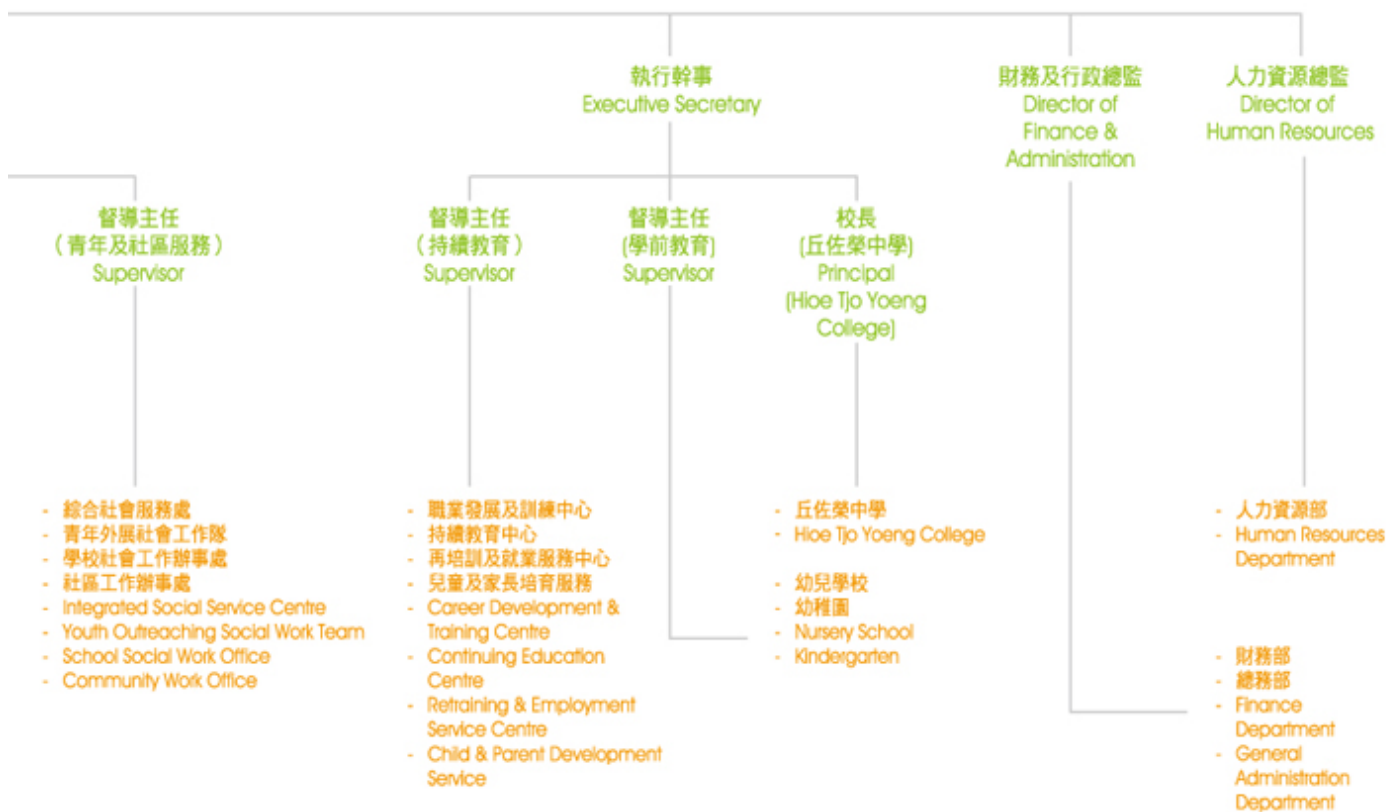 執行幹事
Executive Secretary
財務及行政總監
Director of
Finance &
Administration
人力資源總監
Director of
Human Resources
督導主任
（青年及社區服務）
Supervisor
督導主任
（持續教育）
Supervisor
督導主任
(學前教育)
Supervisor
校長
(丘佐榮中學)
Principal
(Hioe Tjo Yoeng
College)
- 綜合社會服務處
- 青年外展社會工作隊
- 學校社會工作辦事處
- 社區工作辦事處
- Integrated Social Service Centre
- Youth Outreaching Social Work Team
- School Social Work Office
- Community Work Office
- 職業發展及訓練中心
- 持續教育中心
- 再培訓及就業服務中心
- 兒童及家長培育服務
- Career Development &
Training Centre
- Continuing Education
Centre
- Retraining & Employment
Service Centre
- Child & Parent Development
Service
- 丘佐榮中學
- Hioe Tjo Yoeng College
- 幼兒學校
- 幼稚園
- Nursery School
- Kindergarten
- 人力資源部
- Human Resources
Department
- 財務部
- 總務部
- Finance
Department
- General
Administration
Department